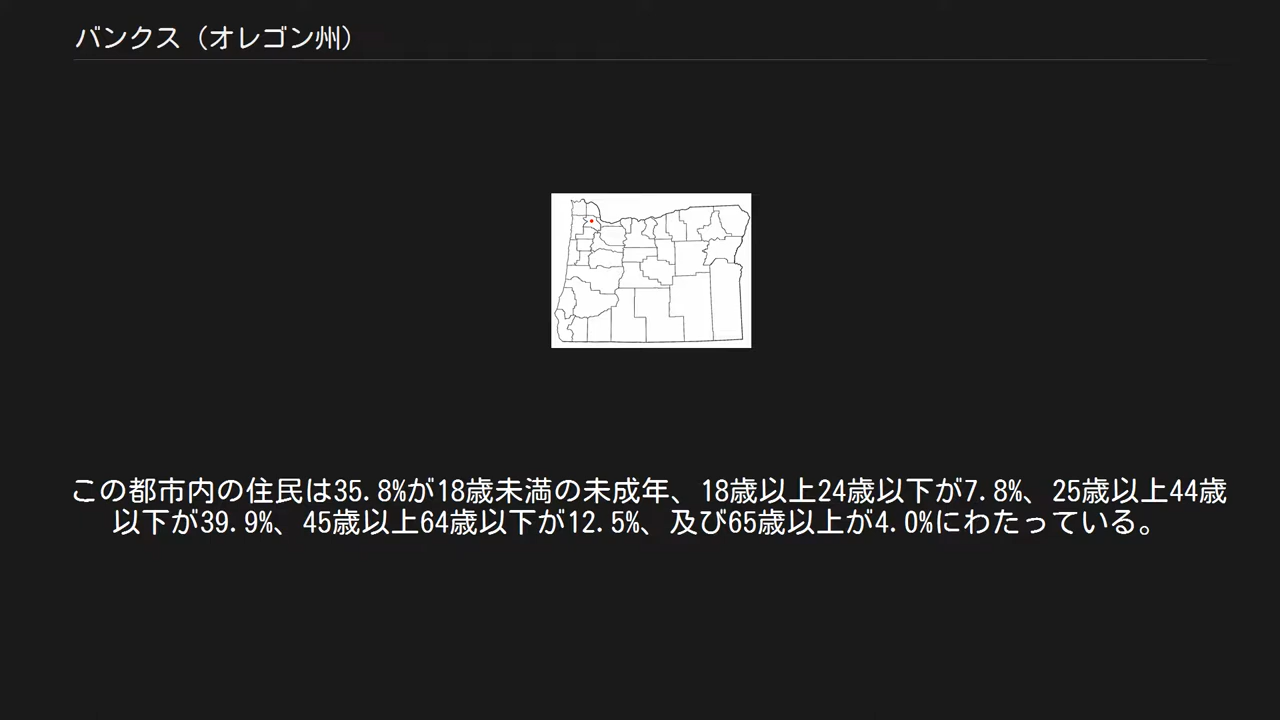 バンクス（オレゴン州）
この都市内の住民は35.8%が18歳未満の未成年、18歳以上24歳以下が7.8%、25歳以上44歳
以下が39.9%、45歳以上64歳以下が12.5%、及び65歳以上が4.0%にわたっている。